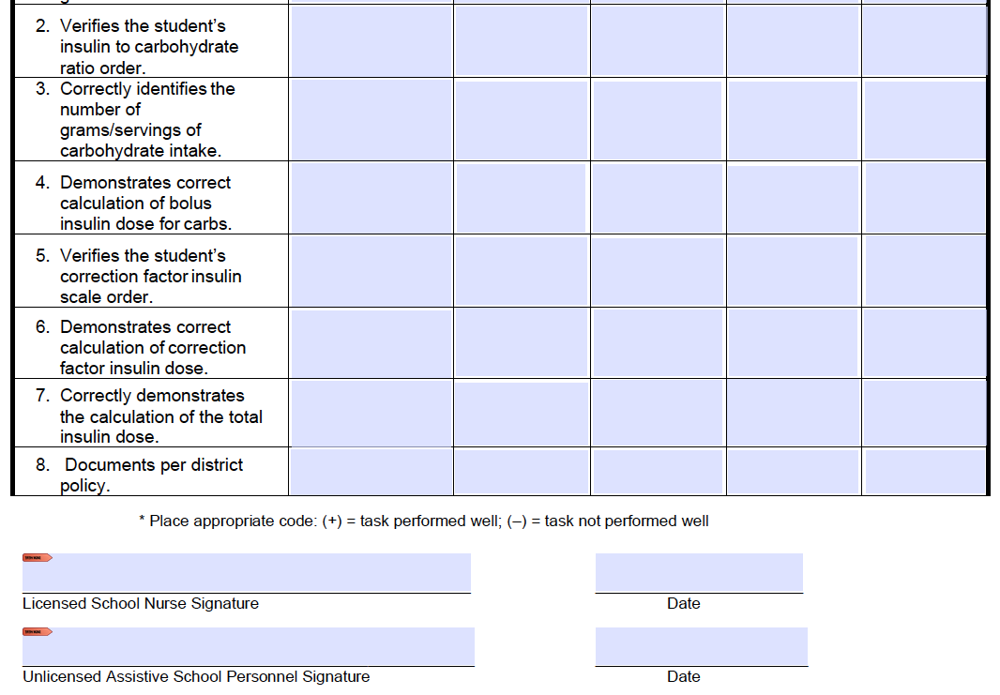 2. Verifies the student's
insulin to carbohydrate
ratio order.
3. Correctly identifies the
number of
grams/servings of
carbohydrate intake.
4. Demonstrates correct
calculation of bolus
insulin dose for carbs.
5. Verifies the student's
correction factor insulin
scale order.
6. Demonstrates correct
calculation of correction
factor insulin dose.
7. Correctly demonstrates
the calculation of the total
insulin dose.
8. Documents per district
policy.
* Place appropriate code: (+) = task performed well; (–) = task not performed well
Licensed School Nurse Signature
Date
Unlicensed Assistive School Personnel Signature
Date